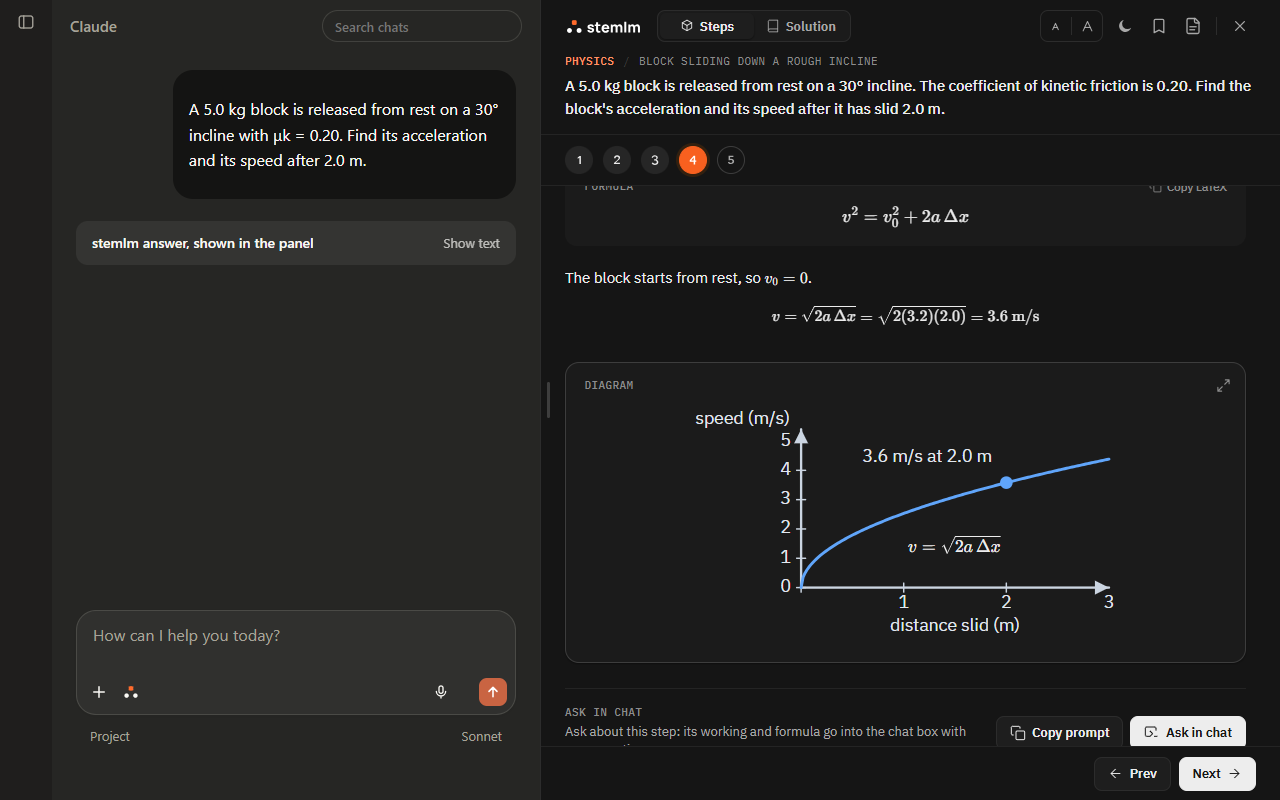 Claude
Search chats
A 5.0 kg block is released from rest on a 30°
incline with μk = 0.20. Find its acceleration
and its speed after 2.0 m.
stemlm answer, shown in the panel
Show text
How can I help you today?
Project
Sonnet
stemlm
Steps
Solution
A A
PHYSICS / BLOCK SLIDING DOWN A ROUGH INCLINE
A 5.0 kg block is released from rest on a 30° incline. The coefficient of kinetic friction is 0.20. Find the
block's acceleration and its speed after it has slid 2.0 m.
1 2 3 4 5
FORMULA
Copy LaTeX
v² = v₀² + 2a Δx
The block starts from rest, so v₀ = 0.
v = √(2a Δx) = √(2(3.2)(2.0)) = 3.6 m/s
DIAGRAM
speed (m/s)
5
4
3
2
1
0
3.6 m/s at 2.0 m
v = √(2a Δx)
1 2 3
distance slid (m)
ASK IN CHAT
Ask about this step: its working and formula go into the chat box with
Copy prompt
Ask in chat
Prev
Next